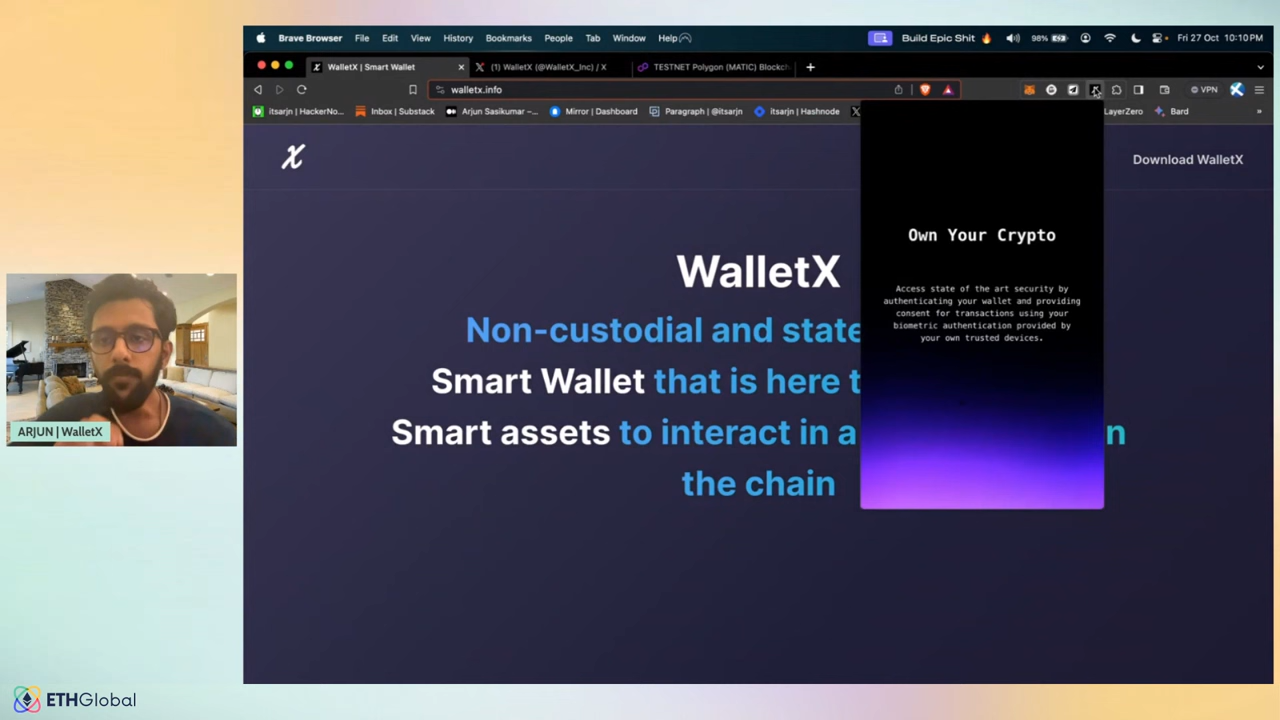 Brave Browser File Edit View History Bookmarks People Tab Window Help
Build Epic Shit 🔥 98% Fri 27 Oct 10:10 PM
WalletX | Smart Wallet
(1) WalletX (@WalletX_Inc) / X
TESTNET Polygon (MATIC) Blockch
walletx.info
VPN
itsarjn | HackerNo...
Inbox | Substack
Arjun Sasikumar –...
Mirror | Dashboard
Paragraph | @itsarjn
itsarjn | Hashnode
LayerZero
Bard
»
X
Download WalletX
WalletX
Non-custodial and state
Smart Wallet that is here t
Smart assets to interact in a
n
the chain
Own Your Crypto
Access state of the art security by
authenticating your wallet and providing
consent for transactions using your
biometric authentication provided by
your own trusted devices.
ARJUN | WalletX
ETHGlobal